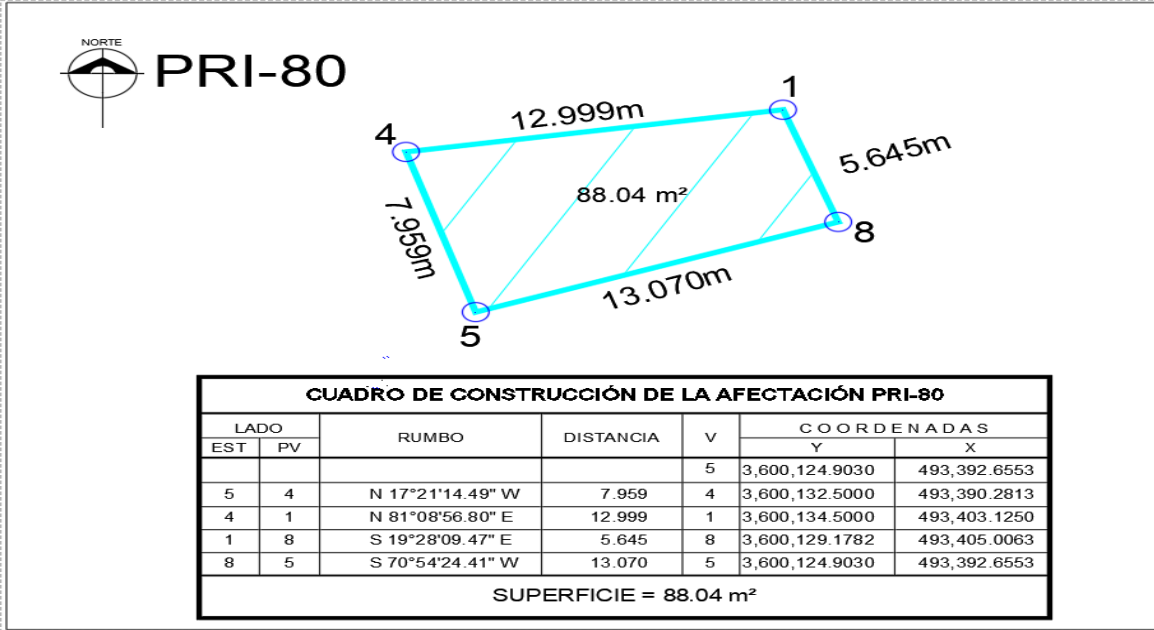 NORTE
PRI-80
1
12.999m
4
5.645m
88.04 m²
7.959m
8
13.070m
5
CUADRO DE CONSTRUCCIÓN DE LA AFECTACIÓN PRI-80
LADO RUMBO DISTANCIA V COORDENADAS
EST PV Y X
5 3,600,124.9030 493,392.6553
5 4 N 17°21'14.49" W 7.959 4 3,600,132.5000 493,390.2813
4 1 N 81°08'56.80" E 12.999 1 3,600,134.5000 493,403.1250
1 8 S 19°28'09.47" E 5.645 8 3,600,129.1782 493,405.0063
8 5 S 70°54'24.41" W 13.070 5 3,600,124.9030 493,392.6553
SUPERFICIE = 88.04 m²